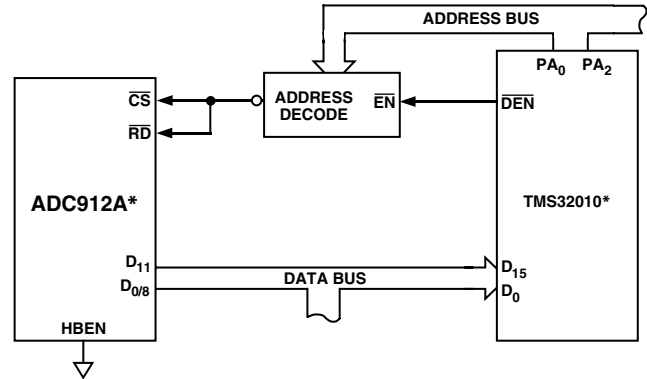 ADDRESS BUS
PA0 PA2
CS
ADDRESS
DECODE
EN
DEN
RD
ADC912A*
TMS32010*
D11
D15
DATA BUS
D0/8
D0
HBEN